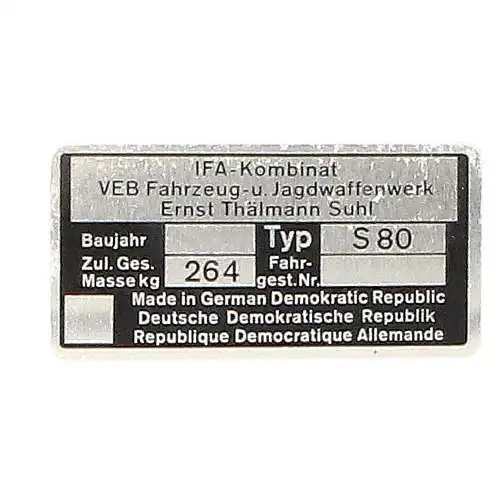 IFA-Kombinat
VEB Fahrzeug-u. Jagdwaffenwerk
Ernst Thälmann Suhl
Baujahr Typ S 80
Zul. Ges. Masse kg 264 Fahr-gest.Nr.
Made in German Demokratic Republic
Deutsche Demokratische Republik
Republique Democratique Allemande